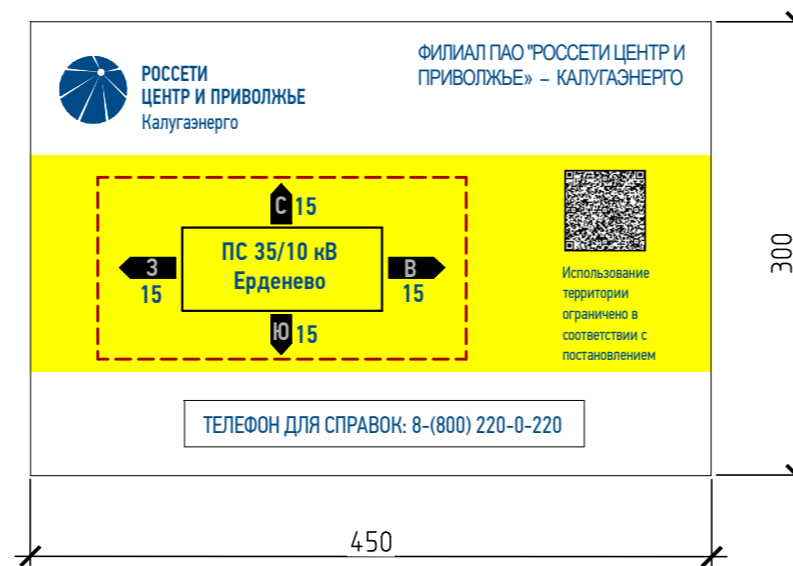 РОССЕТИ
ЦЕНТР И ПРИВОЛЖЬЕ
Калугаэнерго
ФИЛИАЛ ПАО "РОССЕТИ ЦЕНТР И
ПРИВОЛЖЬЕ» – КАЛУГАЭНЕРГО
С 15
З
15
ПС 35/10 кВ
Ерденево
В
15
Ю 15
Использование
территории
ограничено в
соответствии с
постановлением
ТЕЛЕФОН ДЛЯ СПРАВОК: 8-(800) 220-0-220
300
450